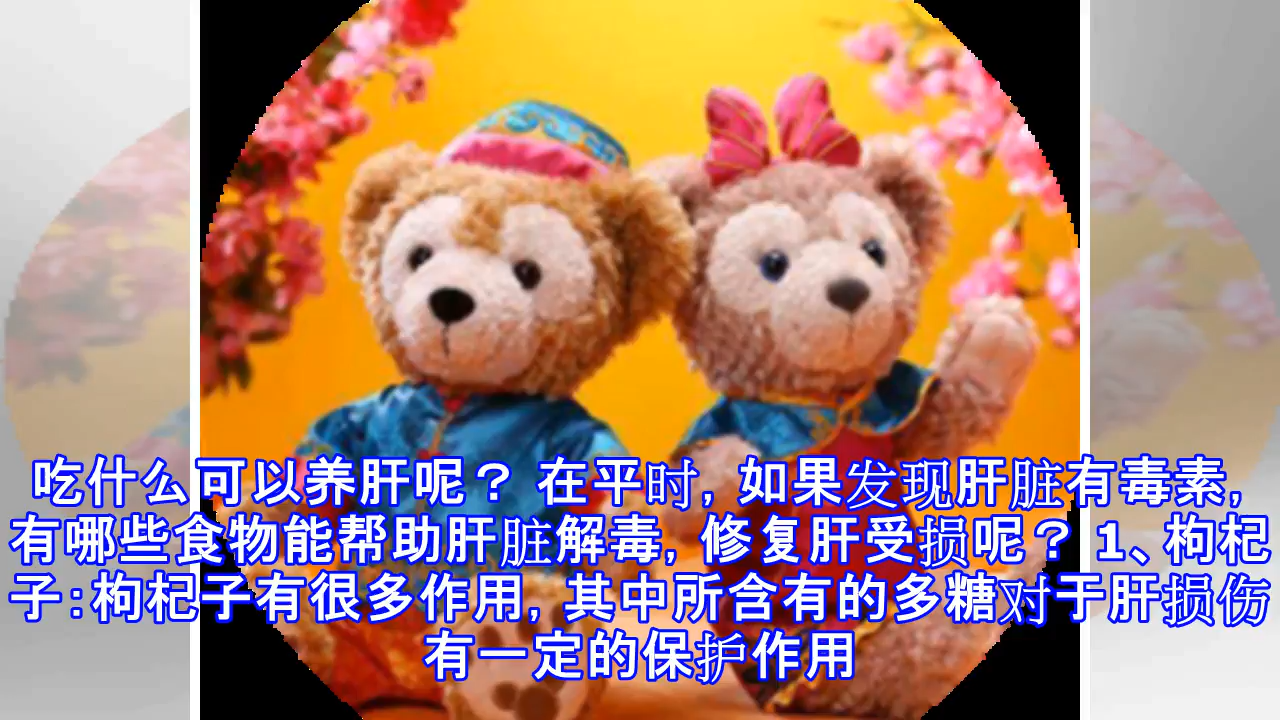 吃什么可以养肝呢？ 在平时, 如果发现肝脏有毒素,
有哪些食物能帮助肝脏解毒, 修复肝受损呢？ 1、枸杞
子:枸杞子有很多作用, 其中所含有的多糖对于肝损伤
有一定的保护作用